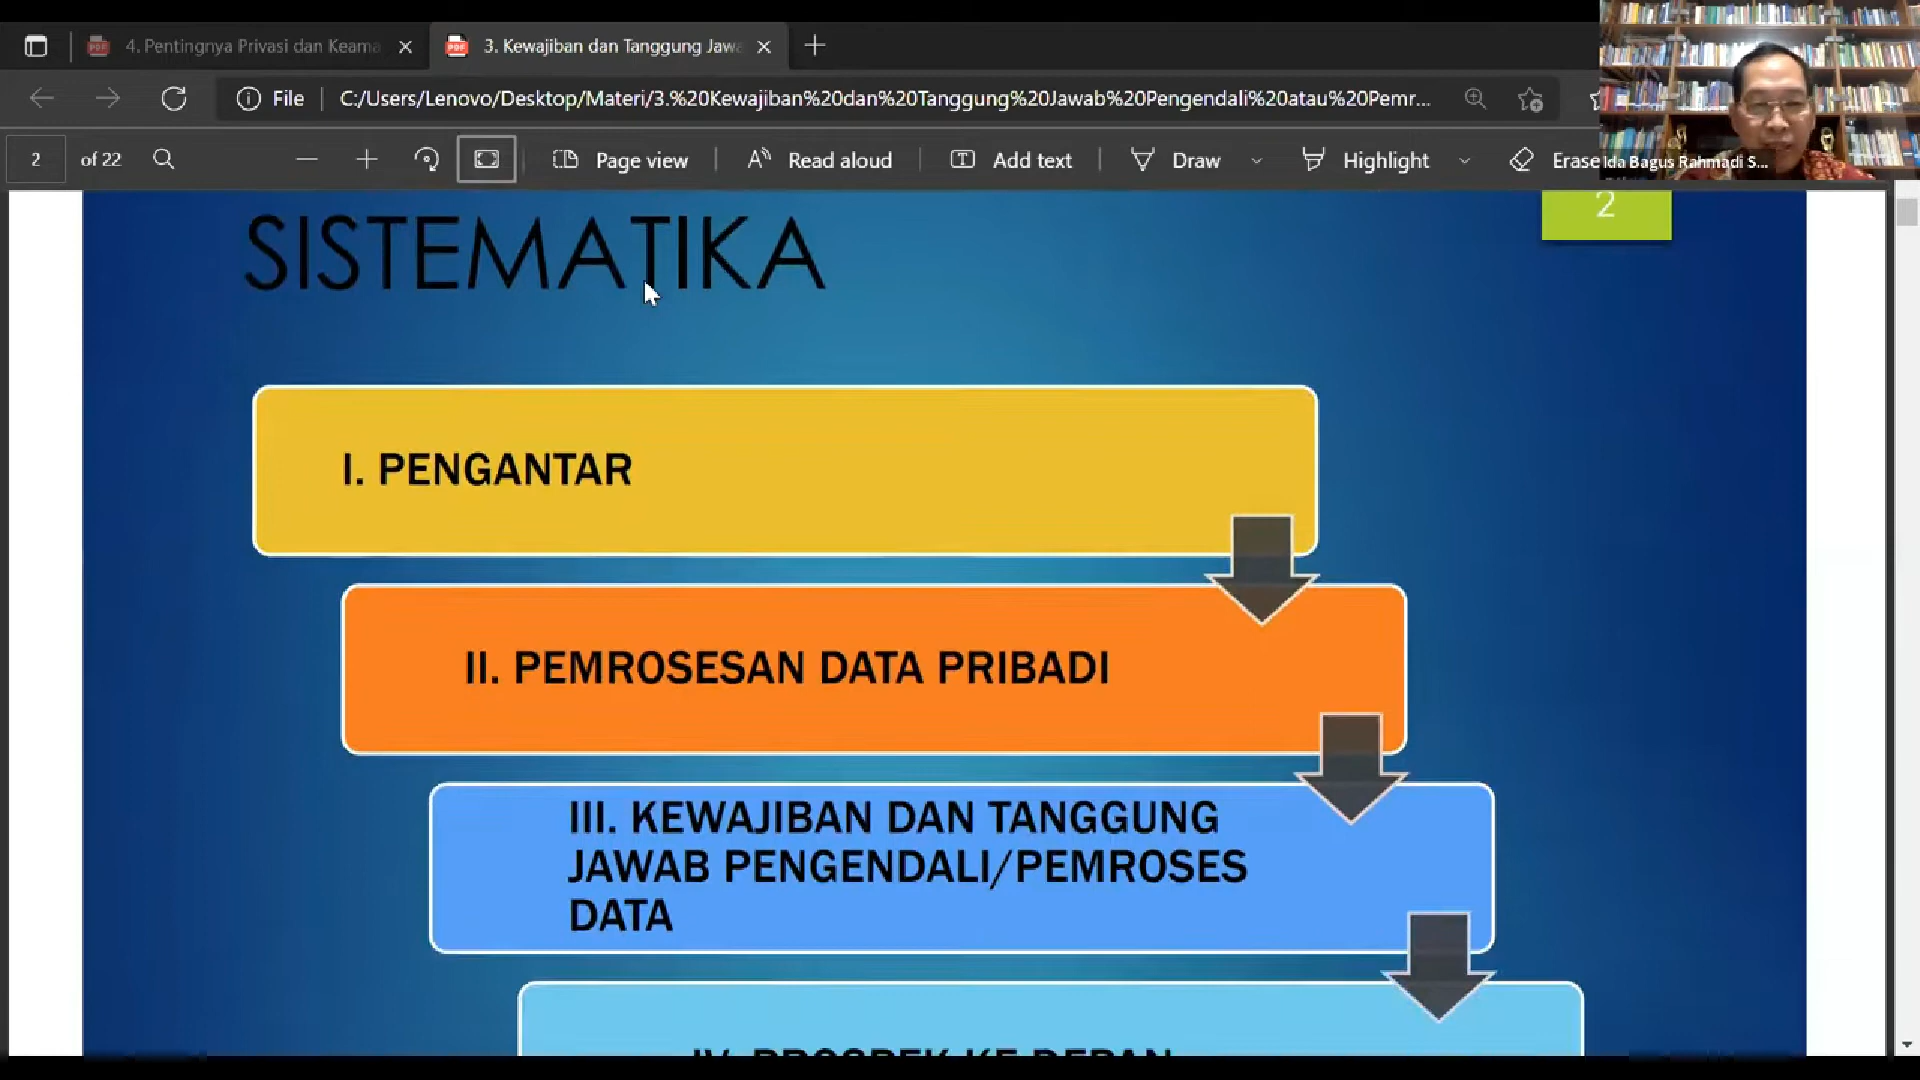 4. Pentingnya Privasi dan Keama
3. Kewajiban dan Tanggung Jawa
File
C:/Users/Lenovo/Desktop/Materi/3.%20Kewajiban%20dan%20Tanggung%20Jawab%20Pengendali%20atau%20Pemr...
2 of 22
Page view
Read aloud
Add text
Draw
Highlight
Erase
Ida Bagus Rahmadi S...
SISTEMATIKA
2
I. PENGANTAR
II. PEMROSESAN DATA PRIBADI
III. KEWAJIBAN DAN TANGGUNG
JAWAB PENGENDALI/PEMROSES
DATA
IV. PROSPEK KE DEPAN